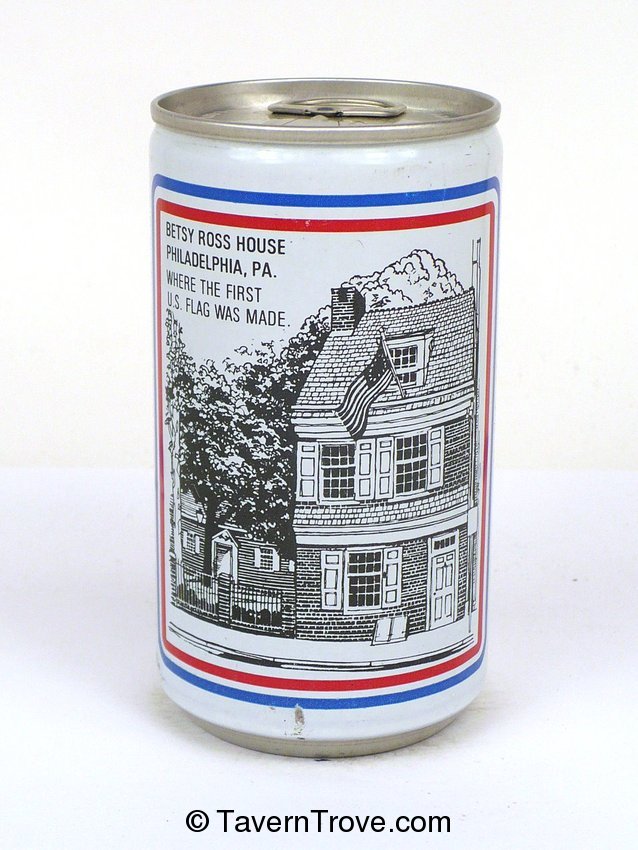 BETSY ROSS HOUSE
PHILADELPHIA, PA.
WHERE THE FIRST
U.S. FLAG WAS MADE.
© TavernTrove.com